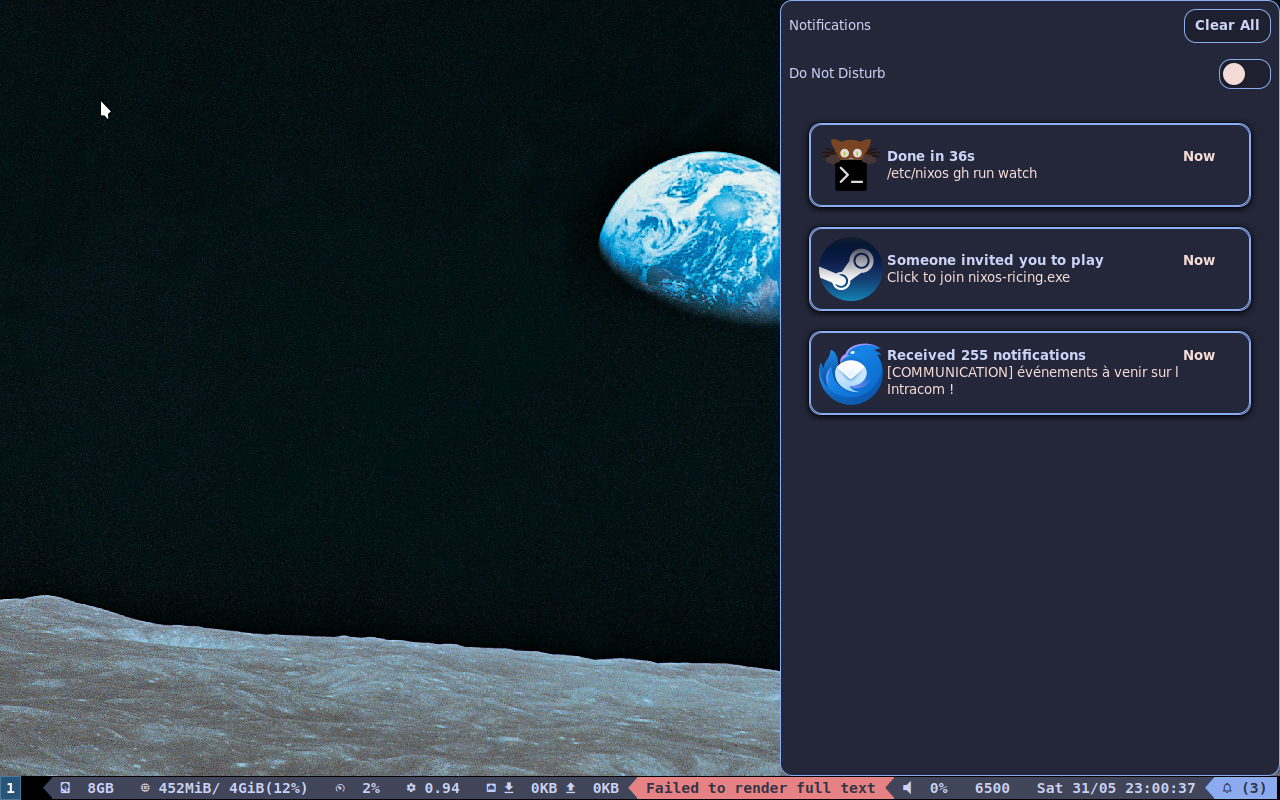 Notifications
Clear All
Do Not Disturb
Done in 36s
Now
/etc/nixos gh run watch
Someone invited you to play
Now
Click to join nixos-ricing.exe
Received 255 notifications
Now
[COMMUNICATION] événements à venir sur l
Intracom !
1 8GB 452MiB/ 4GiB(12%) 2% 0.94 0KB 0KB Failed to render full text 0% 6500 Sat 31/05 23:00:37 (3)